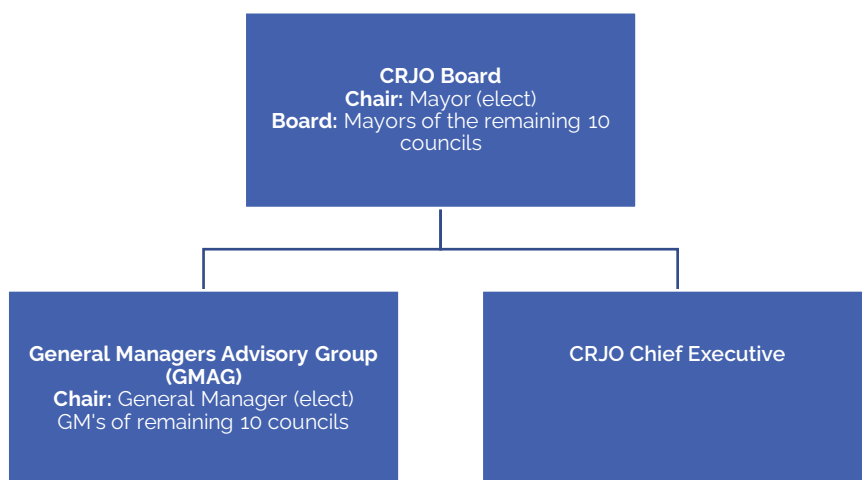 CRJO Board
Chair: Mayor (elect)
Board: Mayors of the remaining 10
councils
General Managers Advisory Group
(GMAG)
Chair: General Manager (elect)
GM's of remaining 10 councils
CRJO Chief Executive